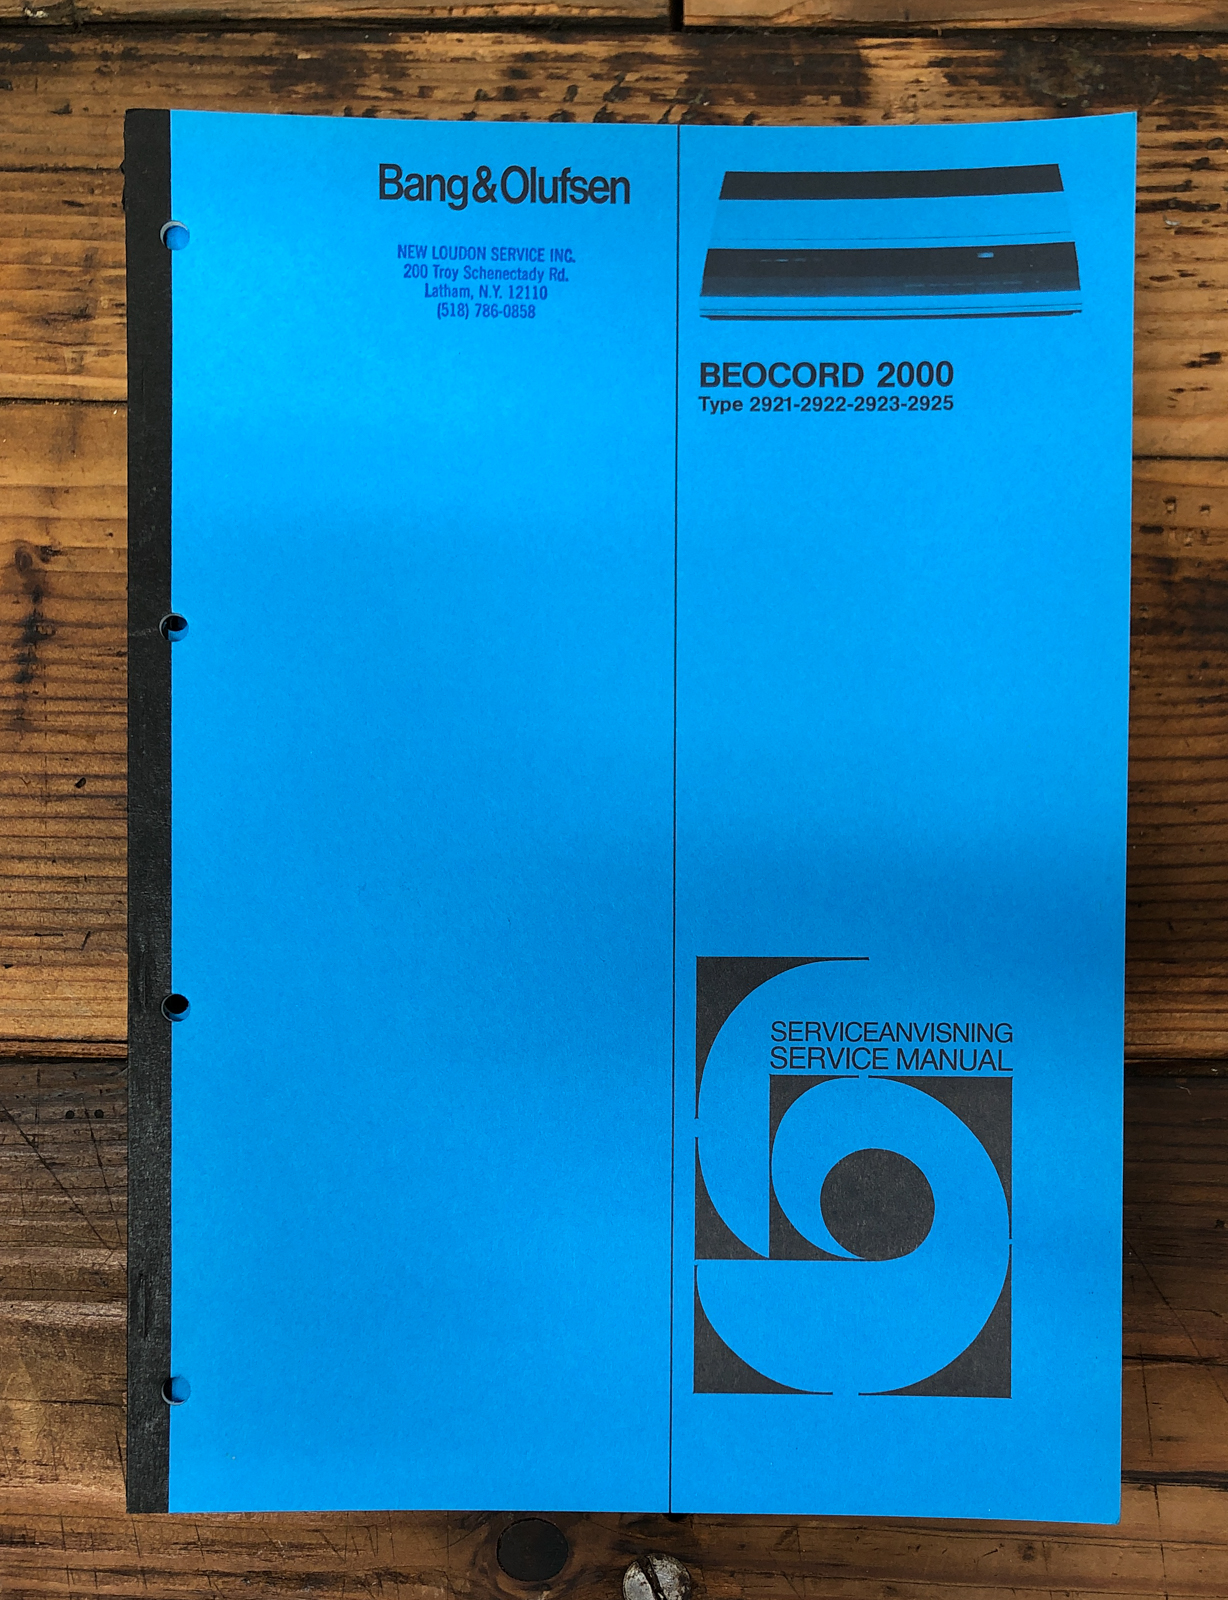 Bang&Olufsen
NEW LOUDON SERVICE INC.
200 Troy Schenectady Rd.
Latham, N.Y. 12110
(518) 786-0858
BEOCORD 2000
Type 2921-2922-2923-2925
SERVICEANVISNING
SERVICE MANUAL